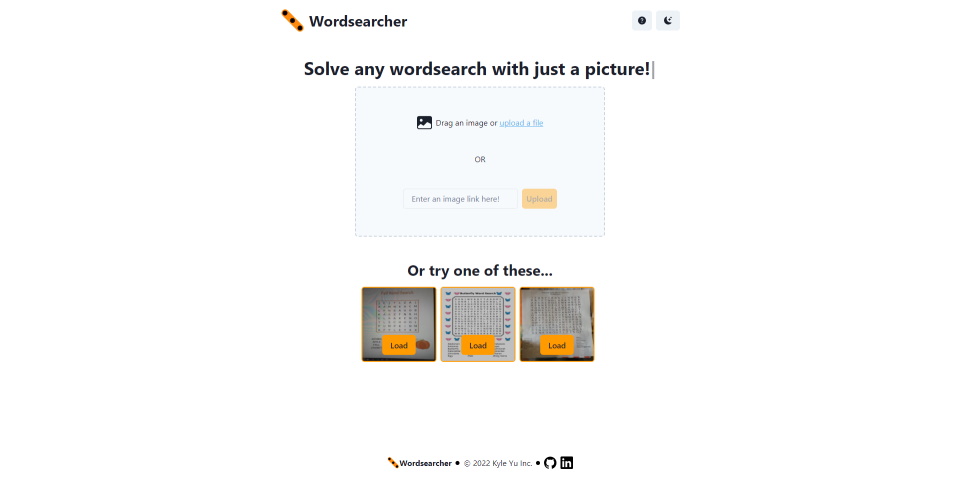 Wordsearcher
Solve any wordsearch with just a picture!
Drag an image or upload a file
OR
Enter an image link here! Upload
Or try one of these...
Load Load Load
Wordsearcher • © 2022 Kyle Yu Inc. •